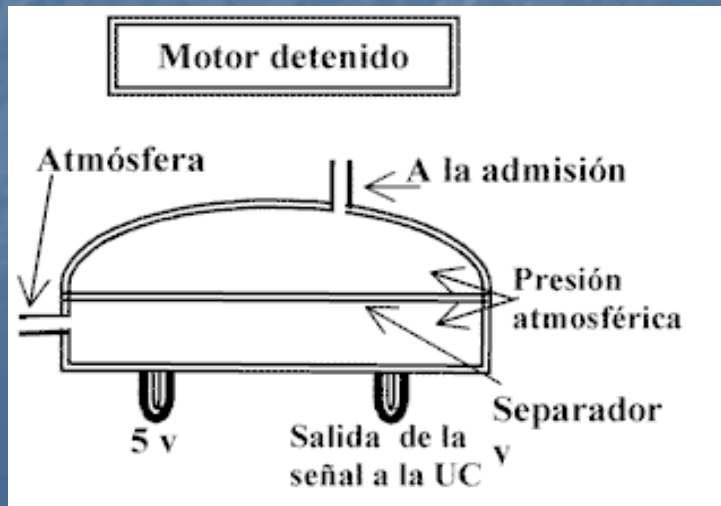 Motor detenido
Atmósfera
A la admisión
Presión
atmosférica
Separador
v
5 v
Salida de la
señal a la UC